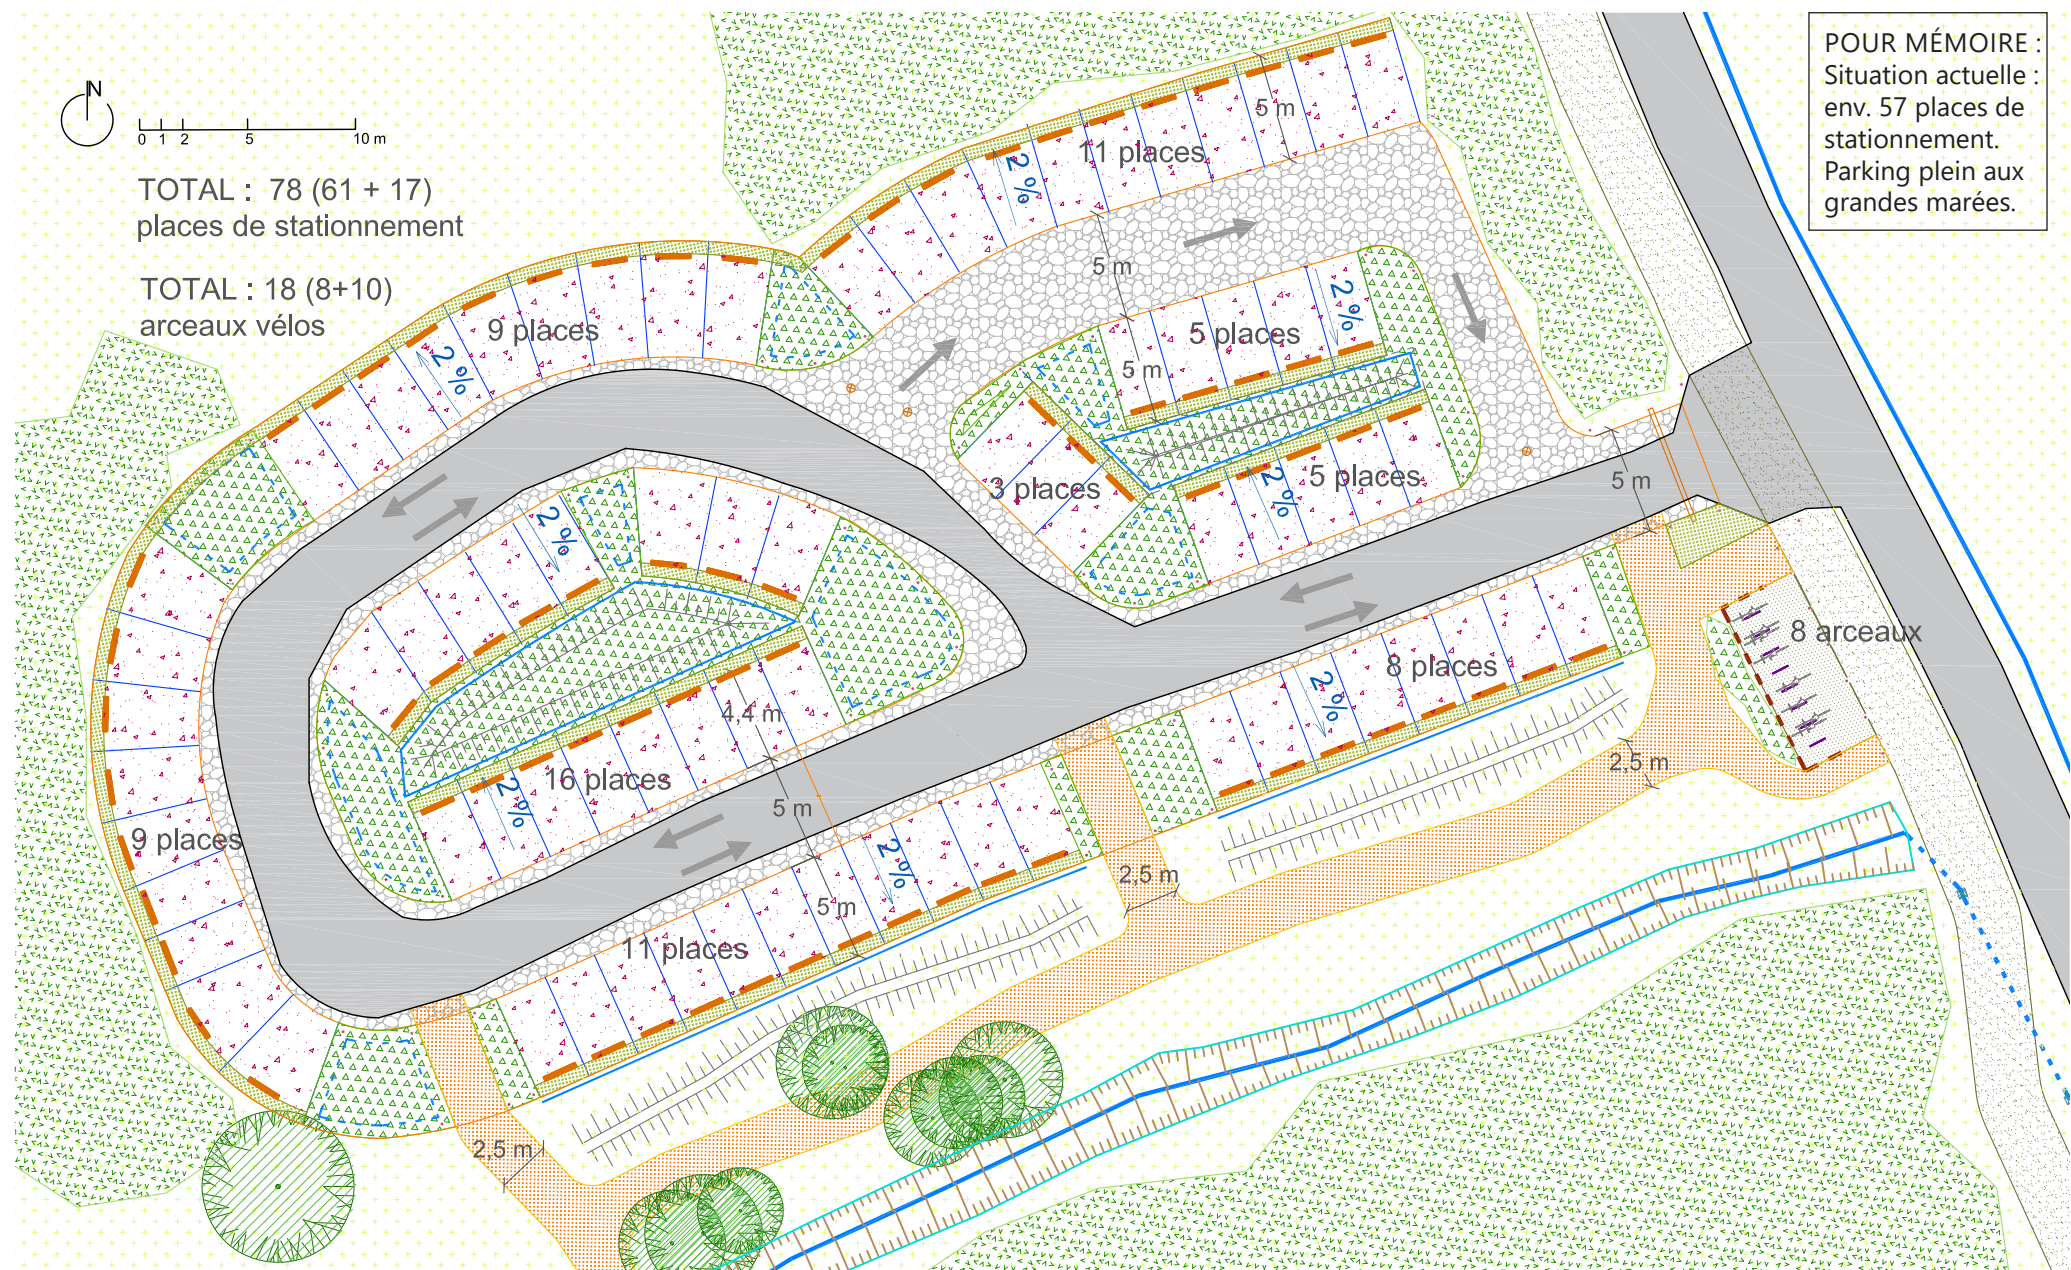 POUR MÉMOIRE :
Situation actuelle :
env. 57 places de
stationnement.
Parking plein aux
grandes marées.
N
0 1 2 5 10 m
TOTAL : 78 (61 + 17)
places de stationnement
TOTAL : 18 (8+10)
arceaux vélos
5 m
11 places
2 %
5 m
9 places
2 %
5 places
2 %
5 m
3 places
5 places
2 %
5 m
2 %
8 arceaux
8 places
2 %
4,4 m
16 places
2 %
5 m
2,5 m
9 places
2 %
2,5 m
5 m
11 places
2,5 m